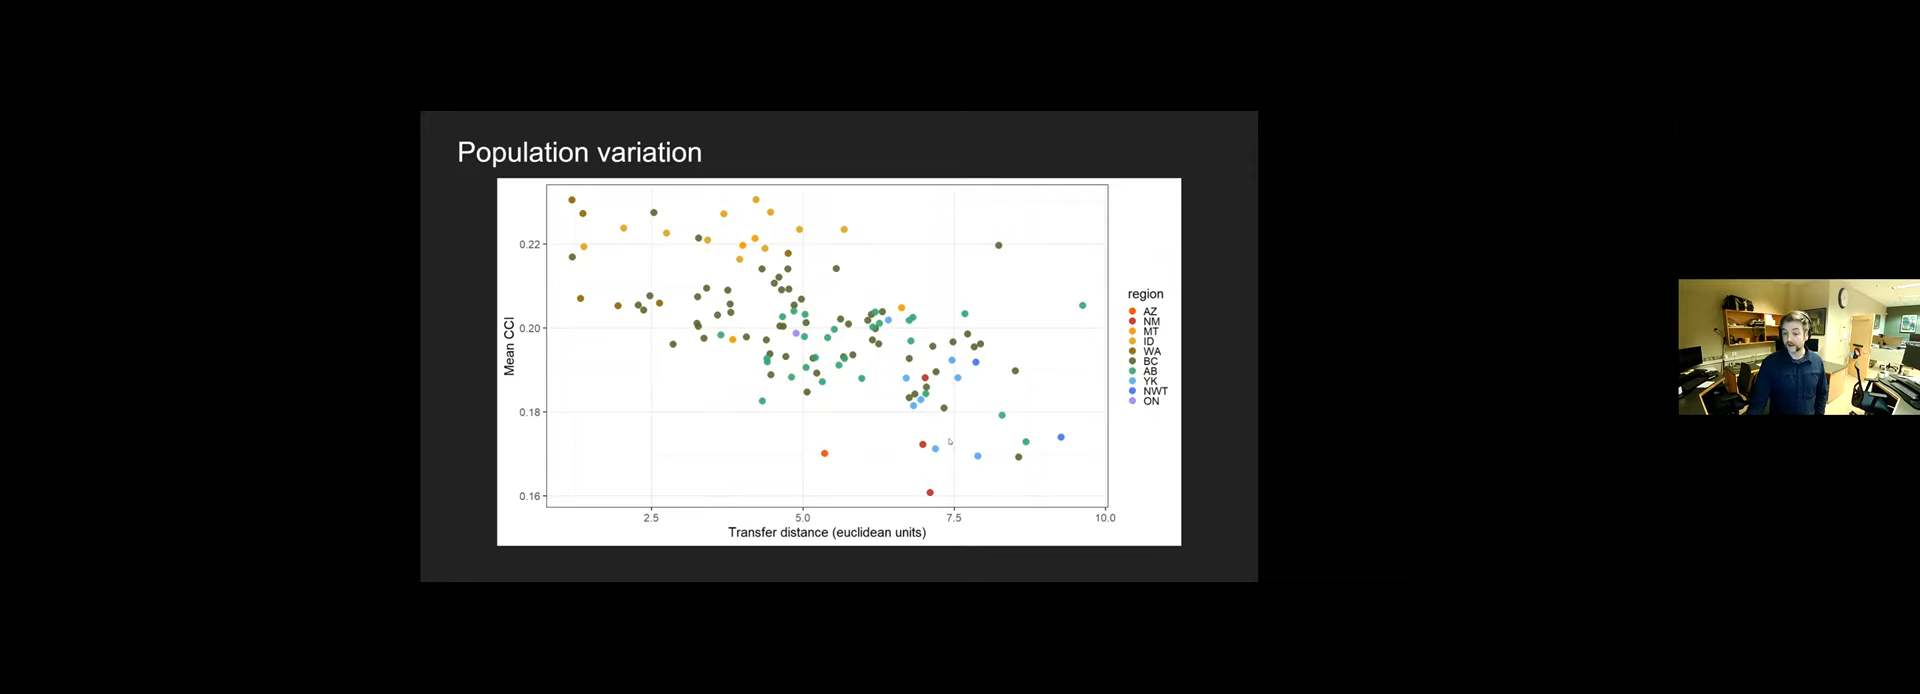 Population variation
0.22
0.20
0.18
0.16
Mean CCI
2.5
5.0
7.5
10.0
Transfer distance (euclidean units)
region
AZ
NM
MT
ID
WA
BC
AB
YK
NWT
ON